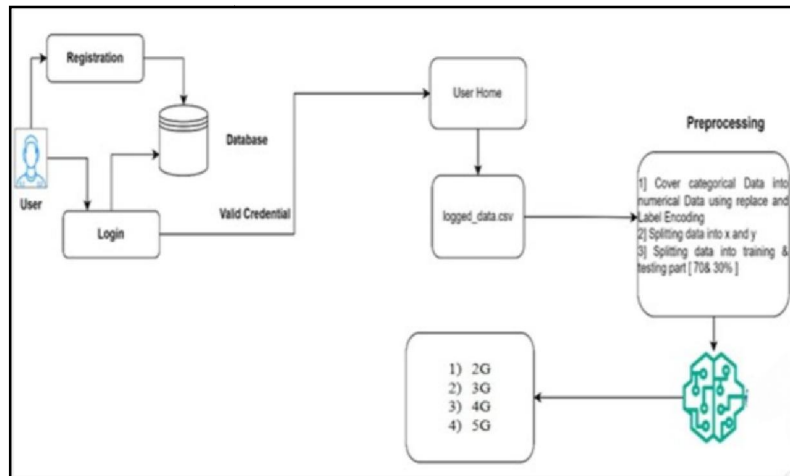 Registration
User Home
Preprocessing
Database
1] Cover categorical Data into
numerical Data using replace and
Label Encoding
2] Splitting data into x and y
3] Splitting data into training &
testing part [ 70& 30% ]
User
Valid Credential
logged_data.csv
Login
1) 2G
2) 3G
3) 4G
4) 5G